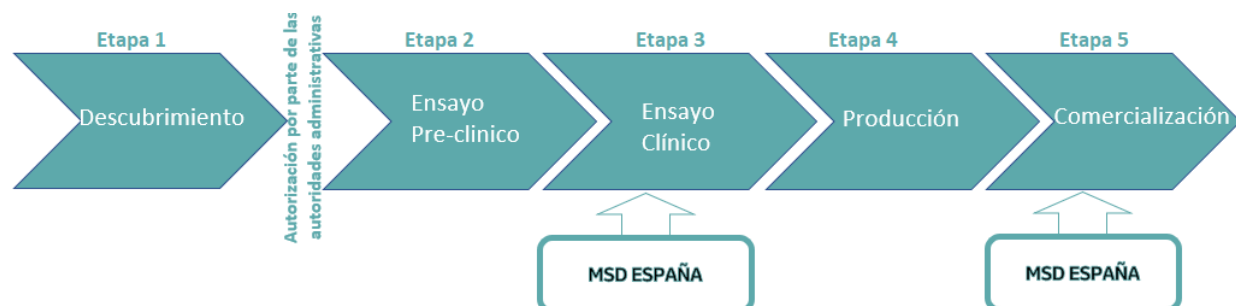 Etapa 1
Descubrimiento
Autorización por parte de las
autoridades administrativas
Etapa 2
Ensayo
Pre-clinico
Etapa 3
Ensayo
Clínico
Etapa 4
Producción
Etapa 5
Comercialización
MSD ESPAÑA
MSD ESPAÑA